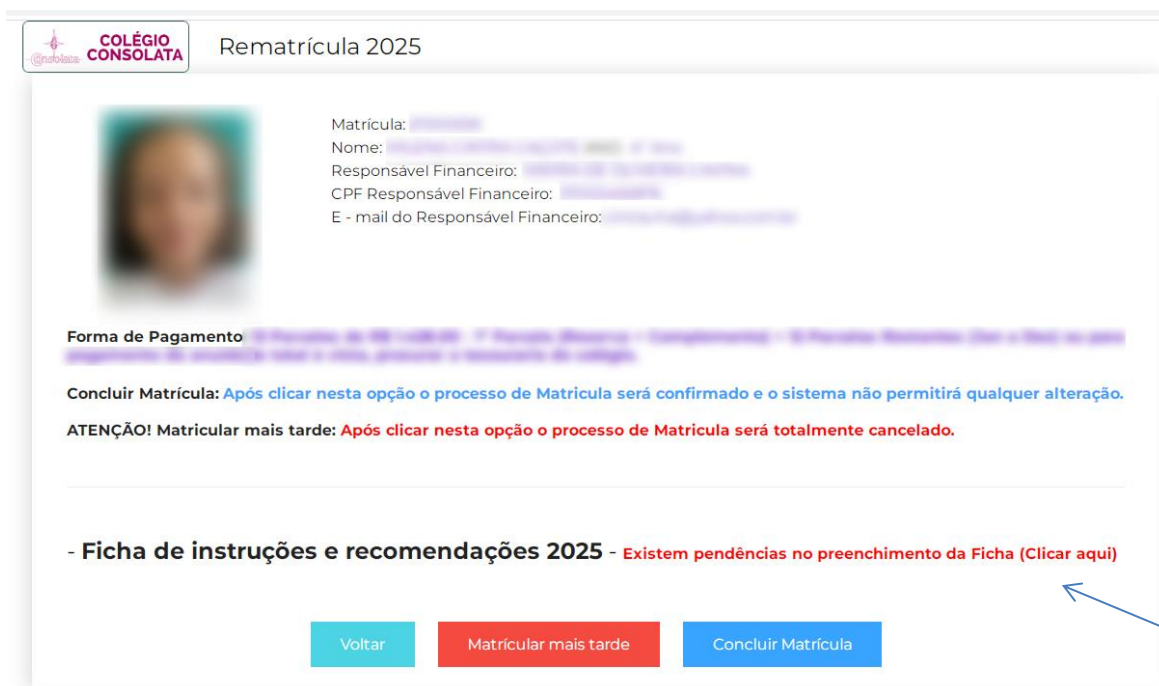 COLÉGIO
CONSOLATA
Consolata
Rematrícula 2025
Matrícula:
Nome:
Responsável Financeiro:
CPF Responsável Financeiro:
E - mail do Responsável Financeiro:
Forma de Pagamento
Concluir Matrícula: Após clicar nesta opção o processo de Matricula será confirmado e o sistema não permitirá qualquer alteração.
ATENÇÃO! Matricular mais tarde: Após clicar nesta opção o processo de Matricula será totalmente cancelado.
- Ficha de instruções e recomendações 2025 - Existem pendências no preenchimento da Ficha (Clicar aqui)
Voltar
Matrícular mais tarde
Concluir Matrícula